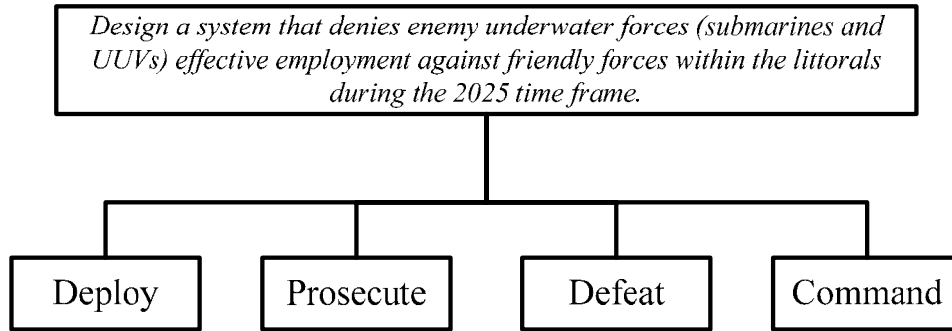 Design a system that denies enemy underwater forces (submarines and
UUVs) effective employment against friendly forces within the littorals
during the 2025 time frame.
Deploy
Prosecute
Defeat
Command